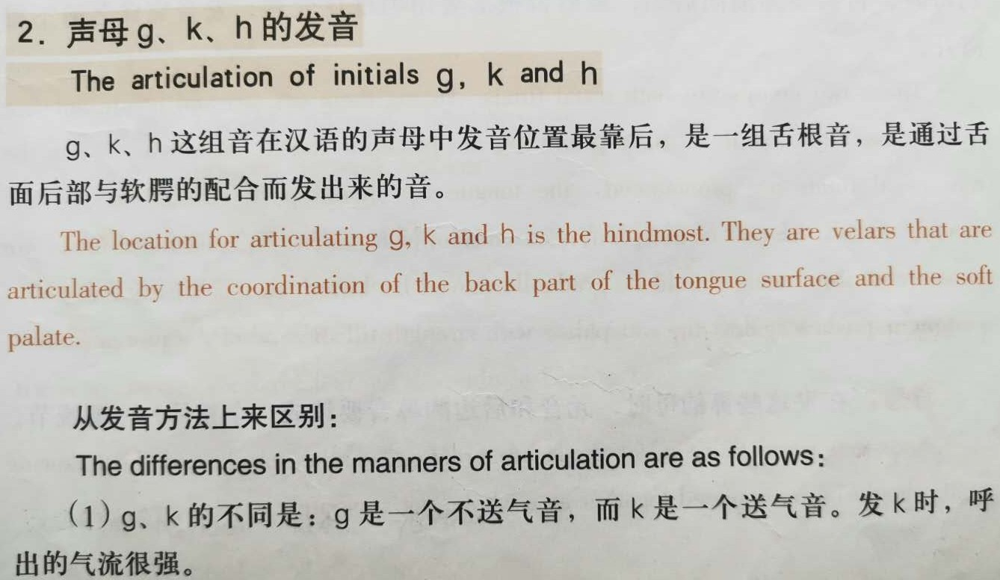 2. 声母 g、k、h 的发音
The articulation of initials g, k and h
g、k、h 这组音在汉语的声母中发音位置最靠后，是一组舌根音，是通过舌
面后部与软腭的配合而发出来的音。
The location for articulating g, k and h is the hindmost. They are velars that are
articulated by the coordination of the back part of the tongue surface and the soft
palate.
从发音方法上来区别：
The differences in the manners of articulation are as follows:
(1) g、k 的不同是：g 是一个不送气音，而 k 是一个送气音。发 k 时，呼
出的气流很强。